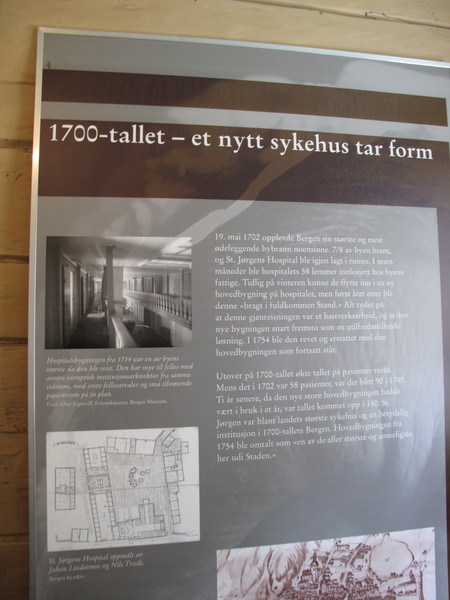 4
1700-tallet – et nytt sykehus tar form
19. mai 1702 opplevde Bergen sin største og mest
ødeleggende bybrann noensinne. 7/8 av byen brant,
og St. Jørgens Hospital ble igjen lagt i ruiner. I noen
måneder ble hospitalets 58 lemmer innlosjert hos byens
fattige. Tidlig på vinteren kunne de flytte inn i en ny
hovedbygning på hospitalet, men først året etter ble
denne «bragt i fuldkommen Stand.» Alt tyder på
at denne gjenreisningen var et hastverksarbeid, og at den
nye bygningen snart fremsto som en utilfredsstillende
løsning. I 1754 ble den revet og erstattet med den
hovedbygningen som fortsatt står.
Utover på 1700-tallet økte tallet på pasienter raskt.
Mens det i 1702 var 58 pasienter, var det blitt 90 i 1745.
Ti år senere, da den nye store hovedbygningen hadde
vært i bruk i et år, var tallet kommet opp i 140. St.
Jørgen var blant landets største sykehus og en betydelig
institusjon i 1700-tallets Bergen. Hovedbygningen fra
1754 ble omtalt som «en av de aller største og anseeligste
her udi Staden.»
Hospitalsbygningen fra 1754 var en av byens
største da den ble reist. Den har mye til felles med
annen europeisk institusjonsarkitektur fra samme
tidsrom, med store fellessaler og små tilstøtende
pasientrom på to plan.
Foto: Olav Espevoll, Fotoarkivet, Bergen Museum.
St. Jørgens Hospital oppmålt av
Johan Lindstrøm og Nils Tvedt.
Bergen byarkiv.